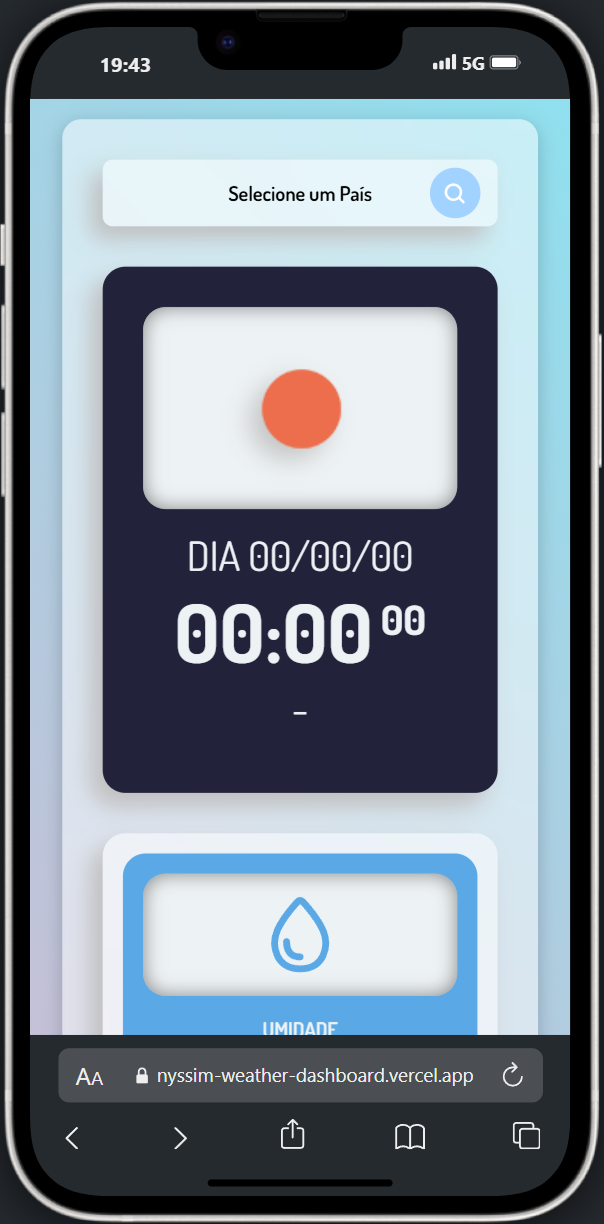 19:43
5G
Selecione um País
DIA 00/00/00
00:00 00
-
UMIDADE
AA
nyssim-weather-dashboard.vercel.app